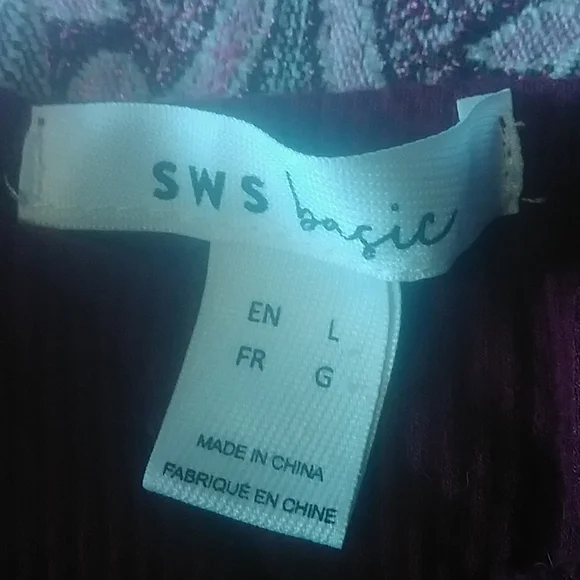 SWS basic
EN L
FR G
MADE IN CHINA
FABRIQUÉ EN CHINE